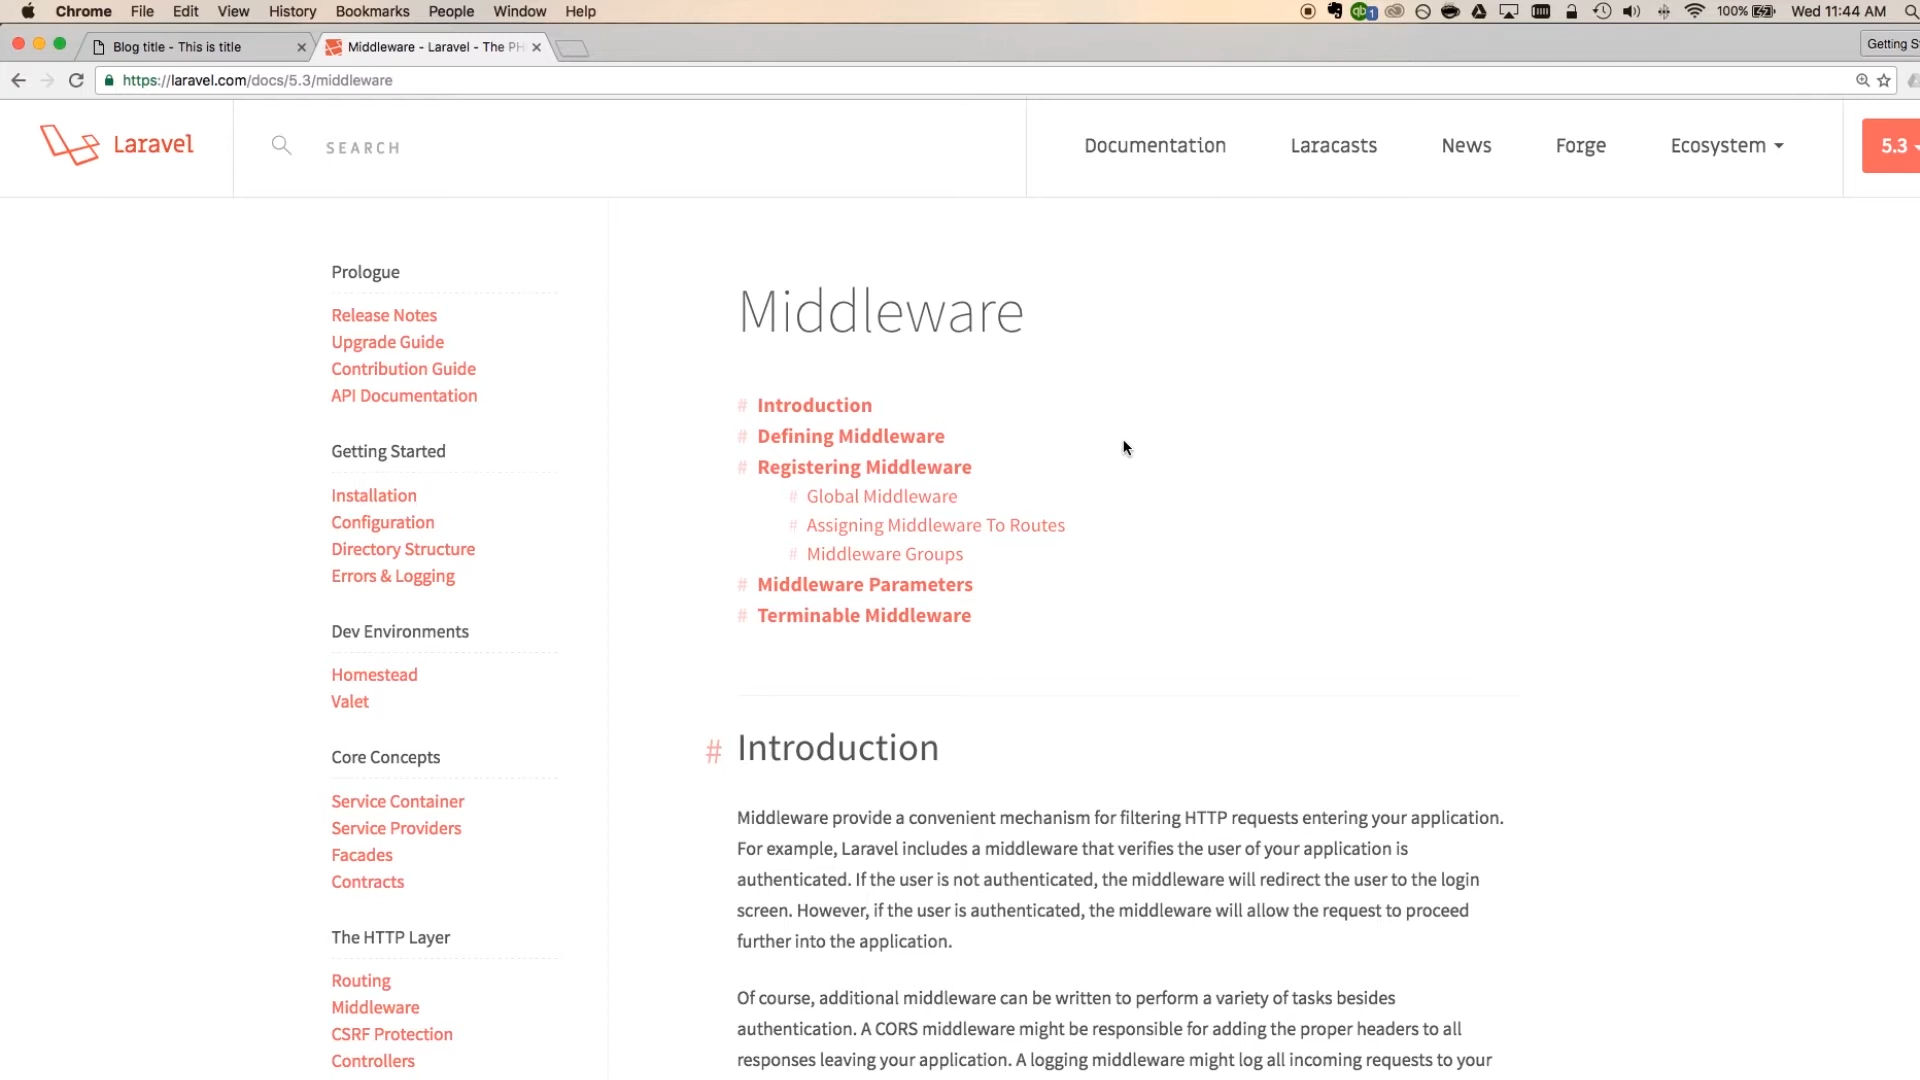 Chrome File Edit View History Bookmarks People Window Help 1 100% Wed 11:44 AM
Blog title - This is title
Middleware - Laravel - The PH
Getting S
https://laravel.com/docs/5.3/middleware
Laravel
SEARCH
Documentation Laracasts News Forge Ecosystem 5.3
Prologue
Release Notes
Upgrade Guide
Contribution Guide
API Documentation
Getting Started
Installation
Configuration
Directory Structure
Errors & Logging
Dev Environments
Homestead
Valet
Core Concepts
Service Container
Service Providers
Facades
Contracts
The HTTP Layer
Routing
Middleware
CSRF Protection
Controllers
Middleware
# Introduction
# Defining Middleware
# Registering Middleware
# Global Middleware
# Assigning Middleware To Routes
# Middleware Groups
# Middleware Parameters
# Terminable Middleware
# Introduction
Middleware provide a convenient mechanism for filtering HTTP requests entering your application.
For example, Laravel includes a middleware that verifies the user of your application is
authenticated. If the user is not authenticated, the middleware will redirect the user to the login
screen. However, if the user is authenticated, the middleware will allow the request to proceed
further into the application.
Of course, additional middleware can be written to perform a variety of tasks besides
authentication. A CORS middleware might be responsible for adding the proper headers to all
responses leaving your application. A logging middleware might log all incoming requests to your